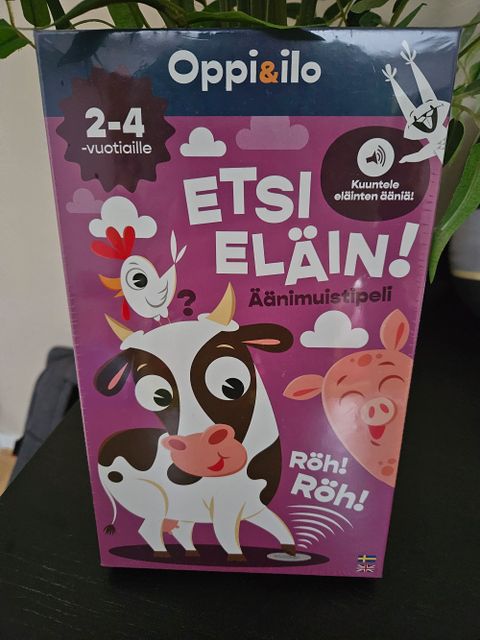 Oppi&ilo
2-4
-vuotiaille
Kuuntele
eläinten ääniä!
ETSI
ELÄIN!
Äänimuistipeli
?
Röh!
Röh!